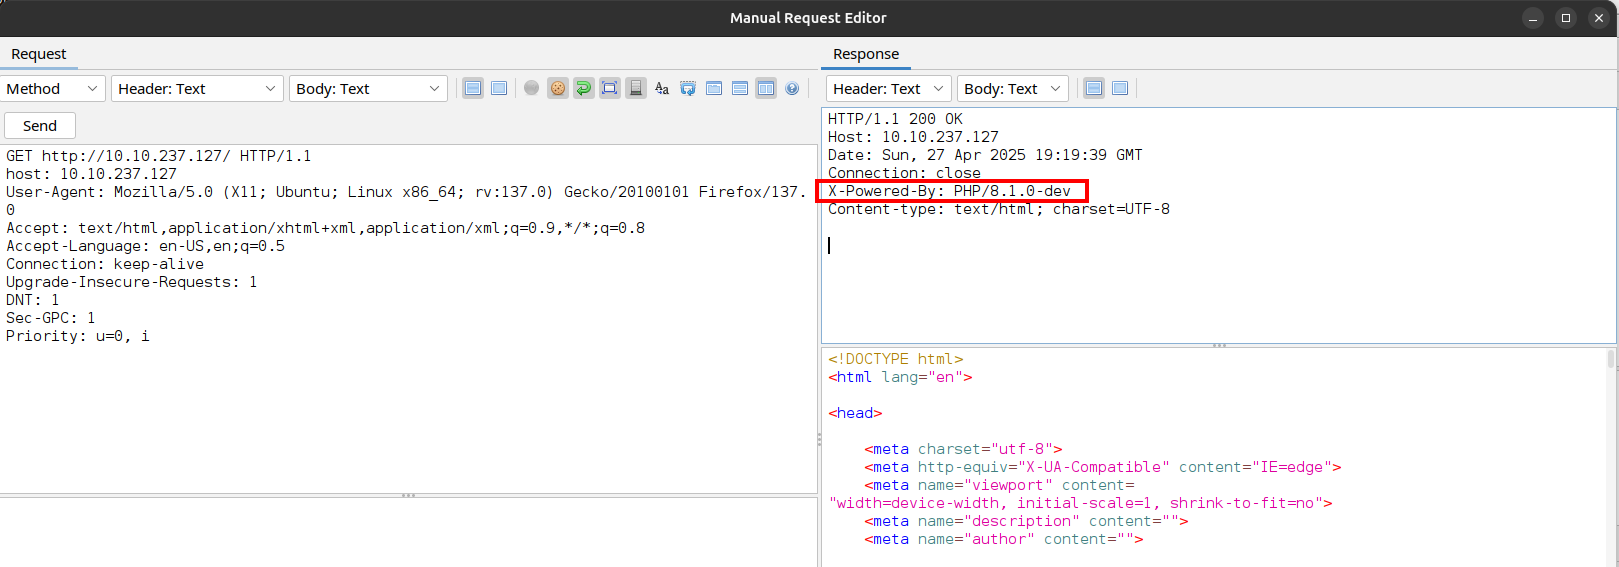 Manual Request Editor
Request
Method
Header: Text
Body: Text
Send
GET http://10.10.237.127/ HTTP/1.1
host: 10.10.237.127
User-Agent: Mozilla/5.0 (X11; Ubuntu; Linux x86_64; rv:137.0) Gecko/20100101 Firefox/137.
0
Accept: text/html,application/xhtml+xml,application/xml;q=0.9,*/*;q=0.8
Accept-Language: en-US,en;q=0.5
Connection: keep-alive
Upgrade-Insecure-Requests: 1
DNT: 1
Sec-GPC: 1
Priority: u=0, i
Response
Header: Text
Body: Text
HTTP/1.1 200 OK
Host: 10.10.237.127
Date: Sun, 27 Apr 2025 19:19:39 GMT
Connection: close
X-Powered-By: PHP/8.1.0-dev
Content-type: text/html; charset=UTF-8
<!DOCTYPE html>
<html lang="en">
<head>
<meta charset="utf-8">
<meta http-equiv="X-UA-Compatible" content="IE=edge">
<meta name="viewport" content=
"width=device-width, initial-scale=1, shrink-to-fit=no">
<meta name="description" content="">
<meta name="author" content="">